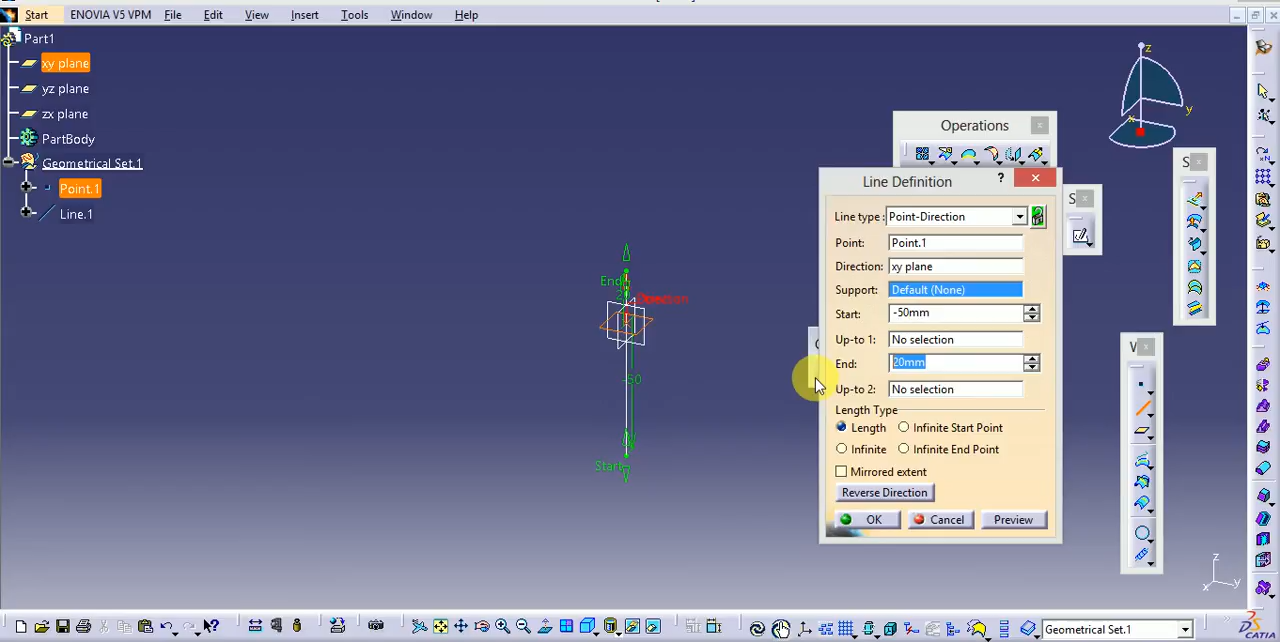 Start ENOVIA V5 VPM File Edit View Insert Tools Window Help
Part1
xy plane
yz plane
zx plane
PartBody
Geometrical Set.1
Point.1
Line.1
z
y
x
End
Direction
-50
Start
Operations
S
S
V
Line Definition ?
Line type : Point-Direction
Point: Point.1
Direction: xy plane
Support: Default (None)
Start: -50mm
Up-to 1: No selection
End: 20mm
Up-to 2: No selection
Length Type
Length Infinite Start Point
Infinite Infinite End Point
Mirrored extent
Reverse Direction
OK Cancel Preview
z
x y
Geometrical Set.1
CATIA